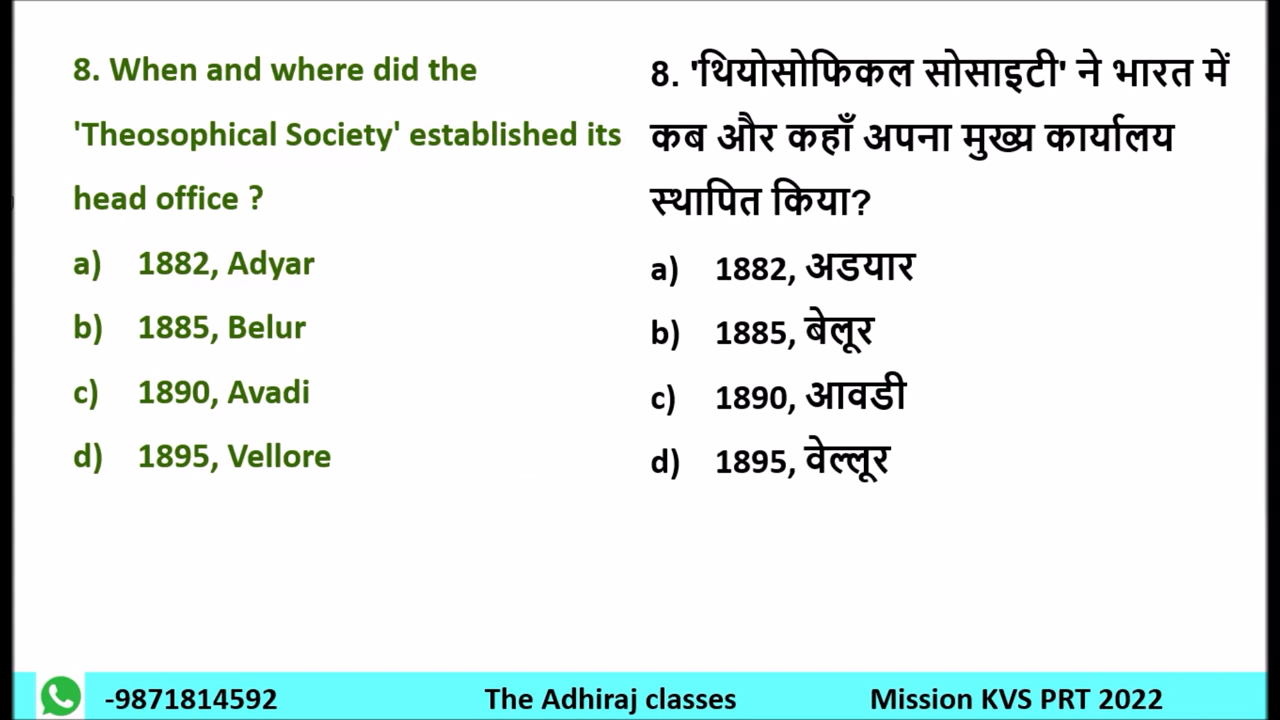 8. When and where did the
'Theosophical Society' established its
head office ?
a) 1882, Adyar
b) 1885, Belur
c) 1890, Avadi
d) 1895, Vellore
8. 'थियोसोफिकल सोसाइटी' ने भारत में
कब और कहाँ अपना मुख्य कार्यालय
स्थापित किया?
a) 1882, अडयार
b) 1885, बेलूर
c) 1890, आवडी
d) 1895, वेल्लूर
-9871814592 The Adhiraj classes Mission KVS PRT 2022